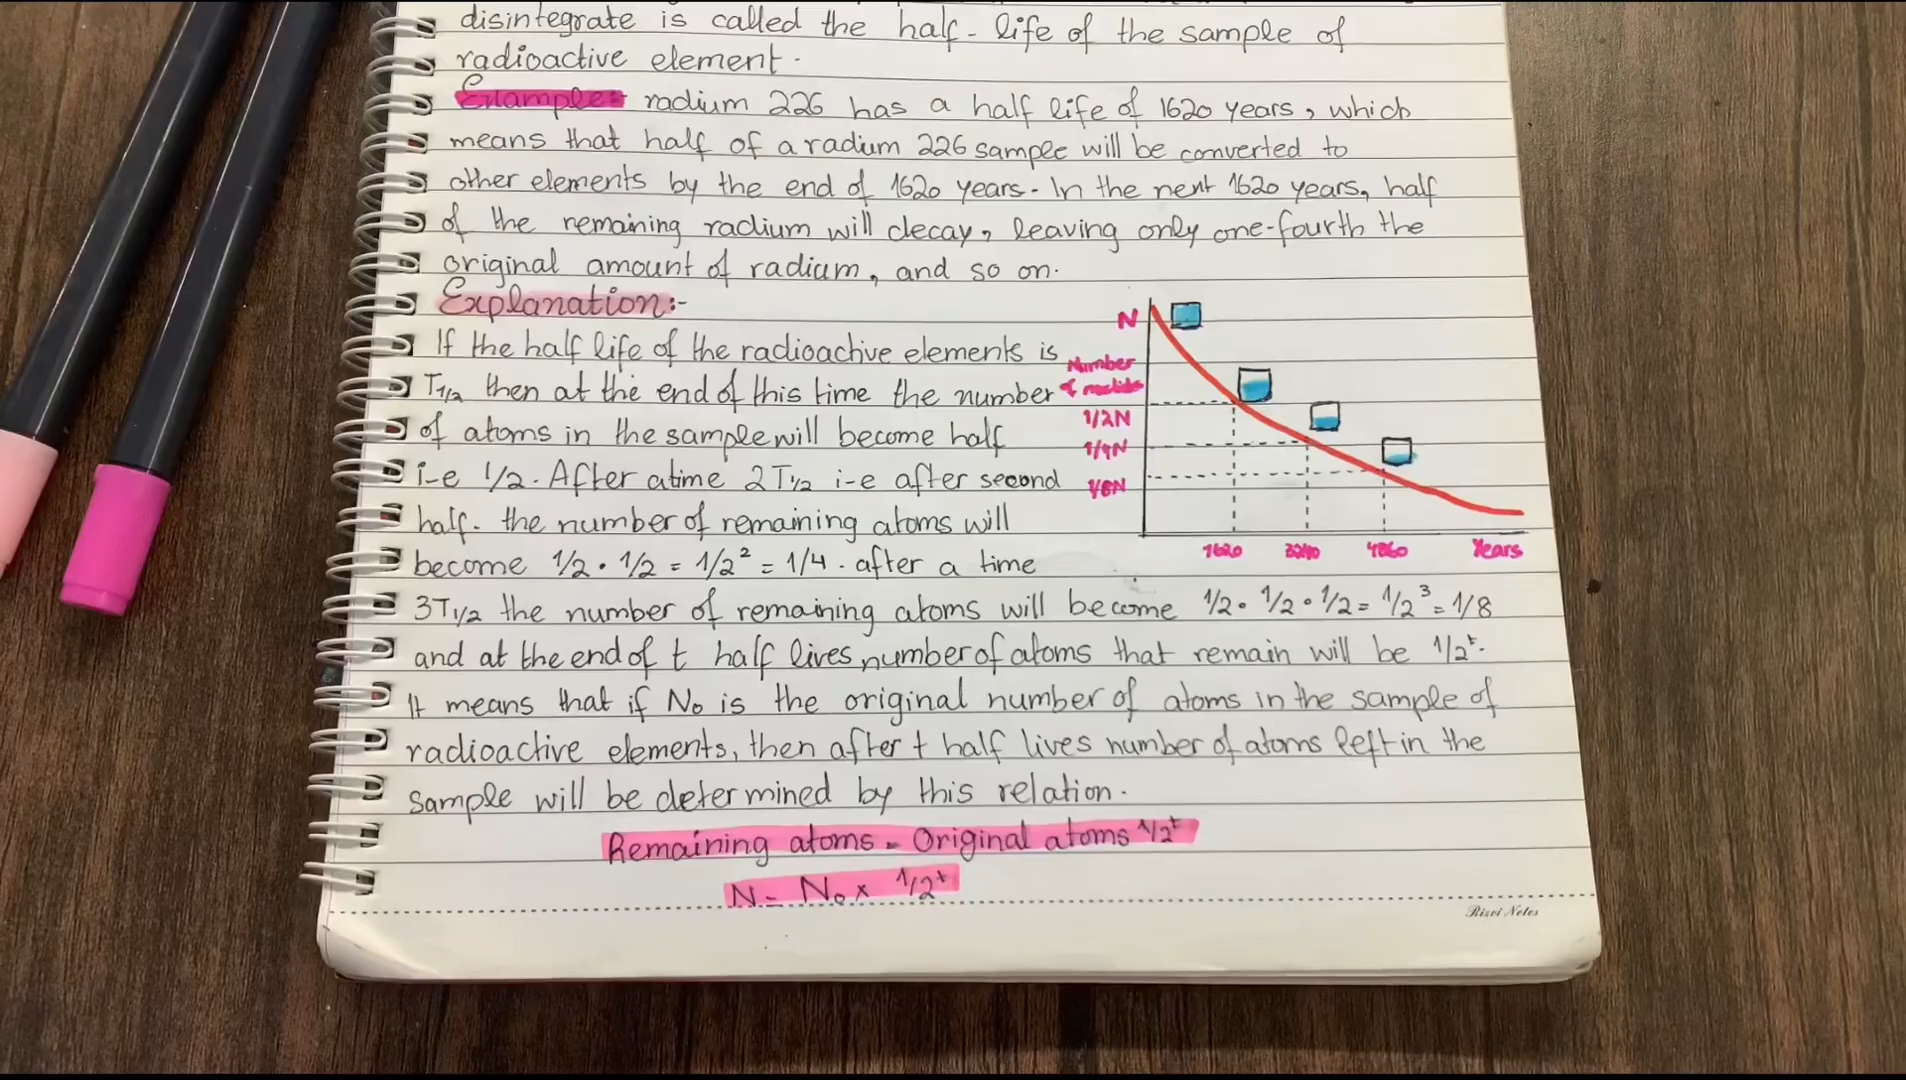 disintegrate is called the half- life of the sample of
radioactive element.
Example:- radium 226 has a half life of 1620 years, which
means that half of a radium 226 sample will be converted to
other elements by the end of 1620 years. In the next 1620 years, half
of the remaining radium will decay, leaving only one-fourth the
original amount of radium, and so on.
Explanation:-
If the half life of the radioactive elements is
T1/2 then at the end of this time the number
of atoms in the sample will become half
i-e 1/2. After a time 2T1/2 i-e after second
half. the number of remaining atoms will
become 1/2 · 1/2 = 1/2² = 1/4 . after a time
3T1/2 the number of remaining atoms will become 1/2 · 1/2 · 1/2 = 1/2³ = 1/8
and at the end of t half lives number of atoms that remain will be 1/2ᵗ.
It means that if No is the original number of atoms in the sample of
radioactive elements, then after t half lives number of atoms left in the
sample will be determined by this relation.
Remaining atoms = Original atoms 1/2ᵗ
N = No x 1/2ᵗ
N
Number
of
1/2N
1/4N
1/8N
1620 3240 4860 Years
Rizvi Notes